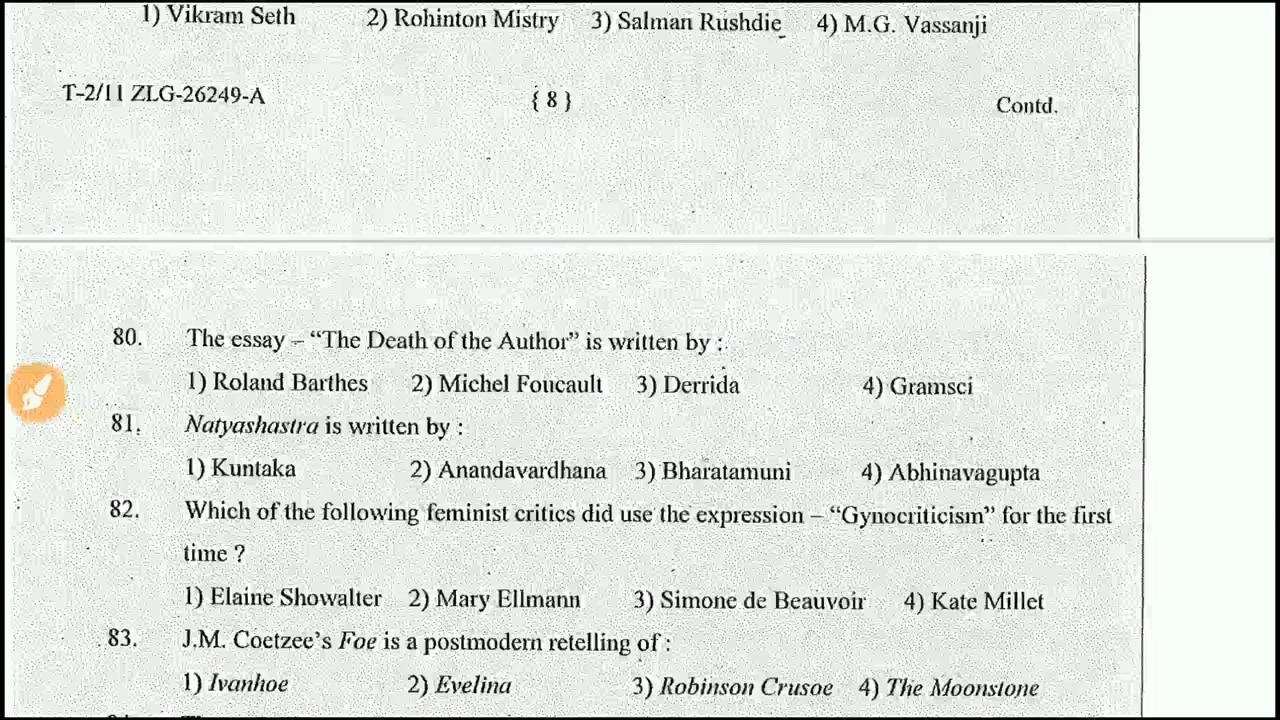 1) Vikram Seth 2) Rohinton Mistry 3) Salman Rushdie 4) M.G. Vassanji
T-2/11 ZLG-26249-A { 8 } Contd.
80. The essay – “The Death of the Author” is written by :
1) Roland Barthes 2) Michel Foucault 3) Derrida 4) Gramsci
81. Natyashastra is written by :
1) Kuntaka 2) Anandavardhana 3) Bharatamuni 4) Abhinavagupta
82. Which of the following feminist critics did use the expression – “Gynocriticism” for the first
time ?
1) Elaine Showalter 2) Mary Ellmann 3) Simone de Beauvoir 4) Kate Millet
83. J.M. Coetzee’s Foe is a postmodern retelling of :
1) Ivanhoe 2) Evelina 3) Robinson Crusoe 4) The Moonstone